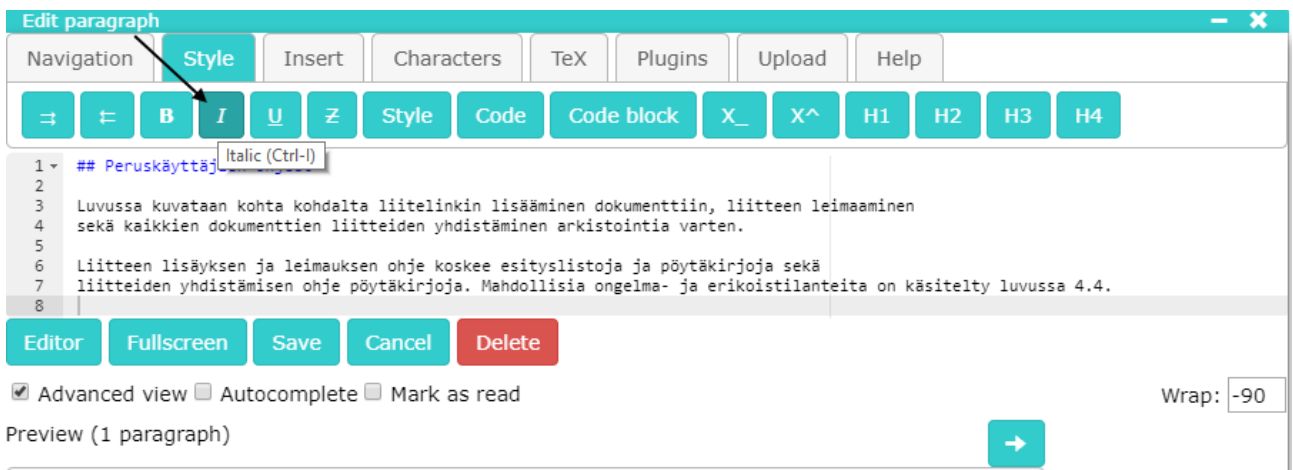 Edit paragraph
Navigation Style Insert Characters TeX Plugins Upload Help
⇉ ⇇ B I U Z Style Code Code block X_ X^ H1 H2 H3 H4
Italic (Ctrl-I)
1 ## Peruskäyttäj
2
3 Luvussa kuvataan kohta kohdalta liitelinkin lisääminen dokumenttiin, liitteen leimaaminen
4 sekä kaikkien dokumenttien liitteiden yhdistäminen arkistointia varten.
5
6 Liitteen lisäyksen ja leimauksen ohje koskee esityslistoja ja pöytäkirjoja sekä
7 liitteiden yhdistämisen ohje pöytäkirjoja. Mahdollisia ongelma- ja erikoistilanteita on käsitelty luvussa 4.4.
8
Editor Fullscreen Save Cancel Delete
Advanced view Autocomplete Mark as read Wrap: -90
Preview (1 paragraph)